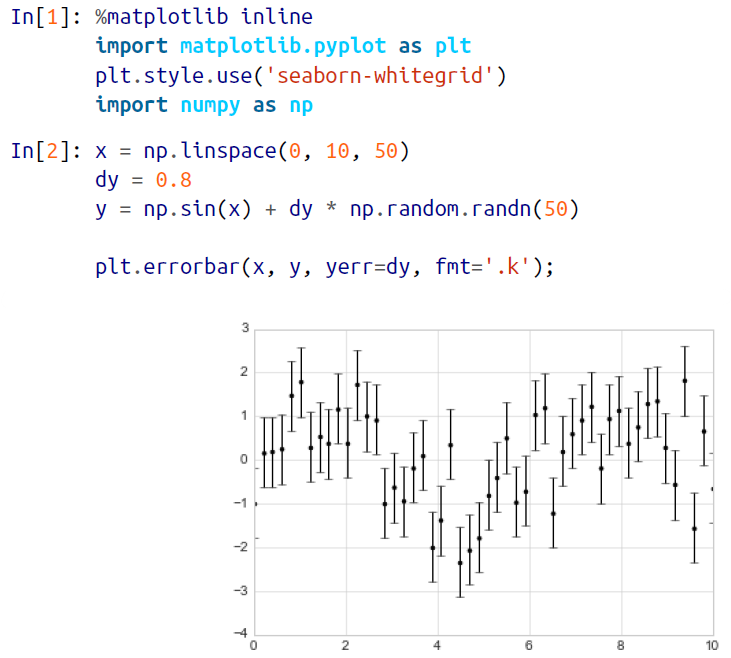 In[1]: %matplotlib inline
import matplotlib.pyplot as plt
plt.style.use('seaborn-whitegrid')
import numpy as np
In[2]: x = np.linspace(0, 10, 50)
dy = 0.8
y = np.sin(x) + dy * np.random.randn(50)
plt.errorbar(x, y, yerr=dy, fmt='.k');
3
2
1
0
−1
−2
−3
−4
0 2 4 6 8 10